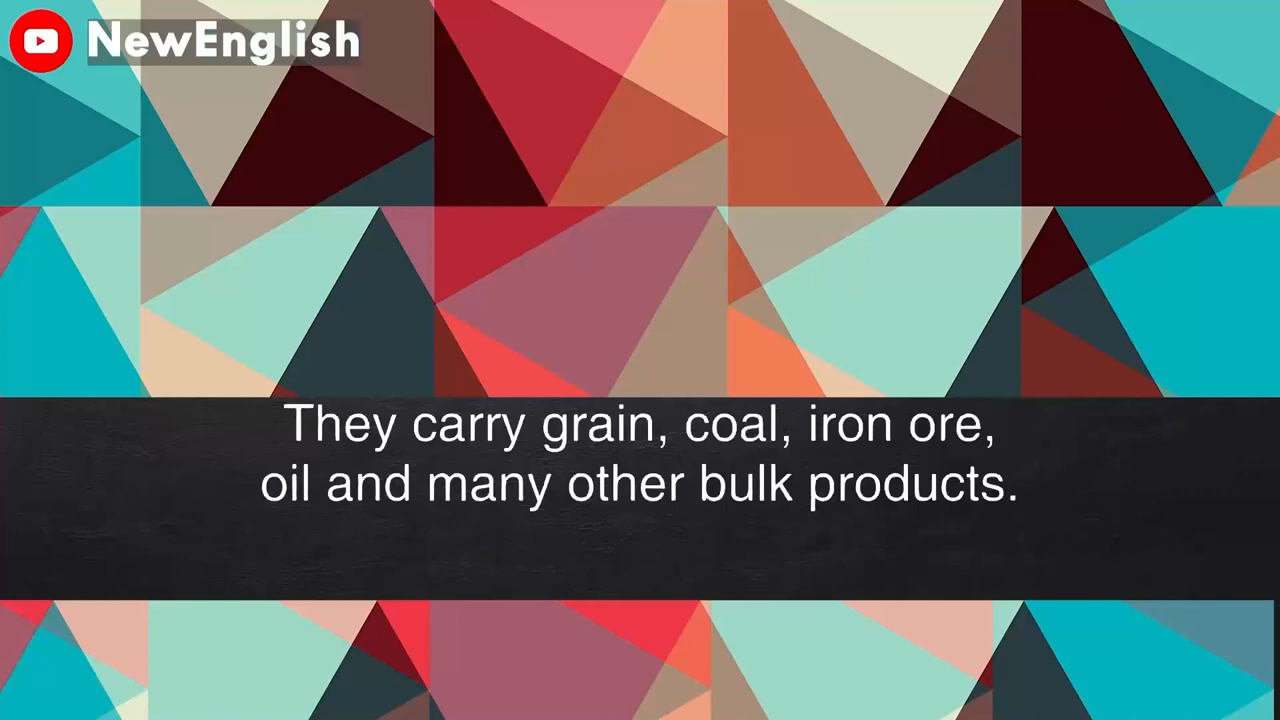 NewEnglish
They carry grain, coal, iron ore,
oil and many other bulk products.